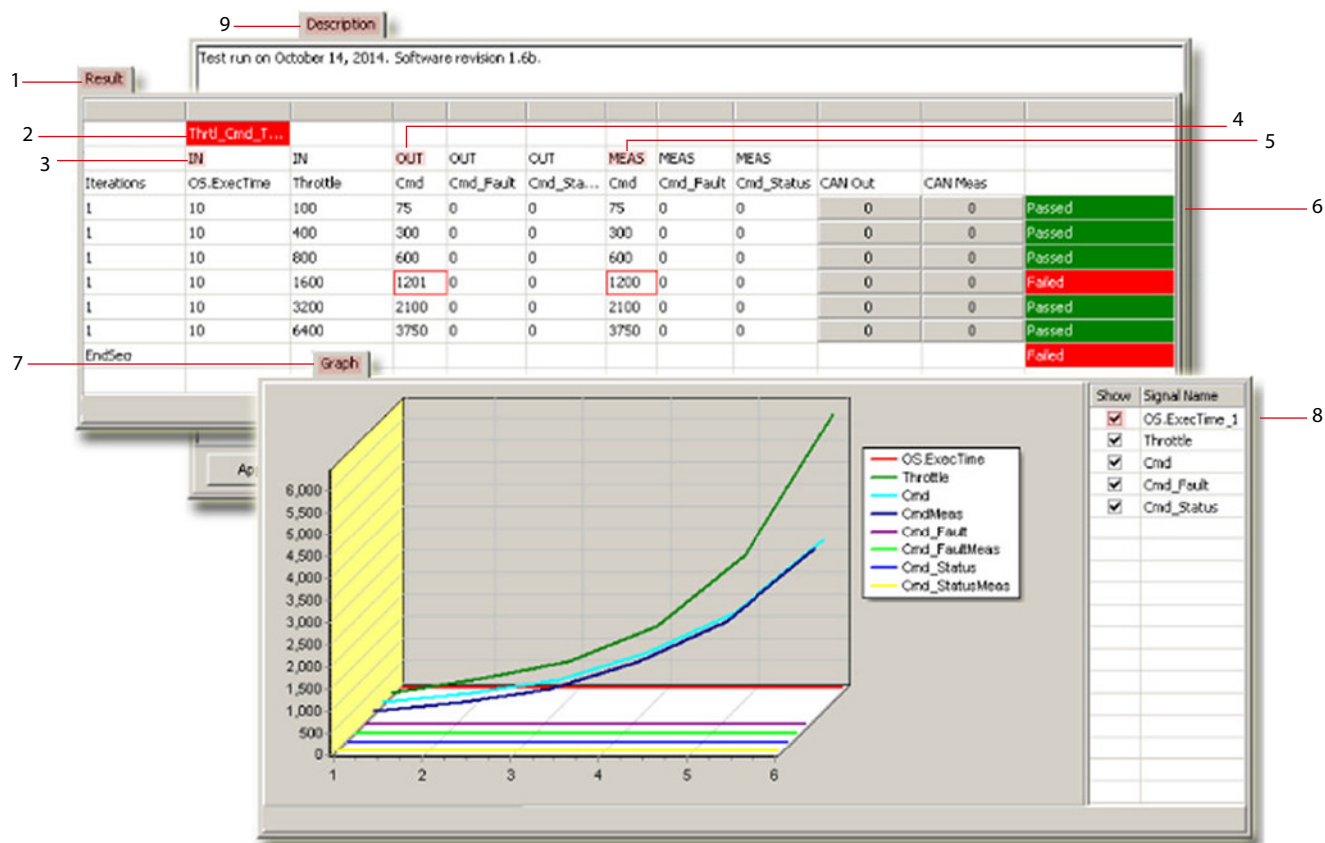 9 Description
Test run on October 14, 2014. Software revision 1.6b.
1 Result
2 Thrtl_Cmd_T... 4
3 IN IN OUT OUT OUT MEAS MEAS MEAS 5
Iterations OS.ExecTime Throttle Cmd Cmd_Fault Cmd_Sta... Cmd Cmd_Fault Cmd_Status CAN Out CAN Meas
1 10 100 75 0 0 75 0 0 0 0 Passed 6
1 10 400 300 0 0 300 0 0 0 0 Passed
1 10 800 600 0 0 600 0 0 0 0 Passed
1 10 1600 1201 0 0 1200 0 0 0 0 Failed
1 10 3200 2100 0 0 2100 0 0 0 0 Passed
1 10 6400 3750 0 0 3750 0 0 0 0 Passed
EndSeq Failed
7 Graph
Ap
6,000
5,500
5,000
4,500
4,000
3,500
3,000
2,500
2,000
1,500
1,000
500
0
1 2 3 4 5 6
OS.ExecTime
Throttle
Cmd
CmdMeas
Cmd_Fault
Cmd_FaultMeas
Cmd_Status
Cmd_StatusMeas
Show Signal Name
OS.ExecTime_1 8
Throttle
Cmd
Cmd_Fault
Cmd_Status